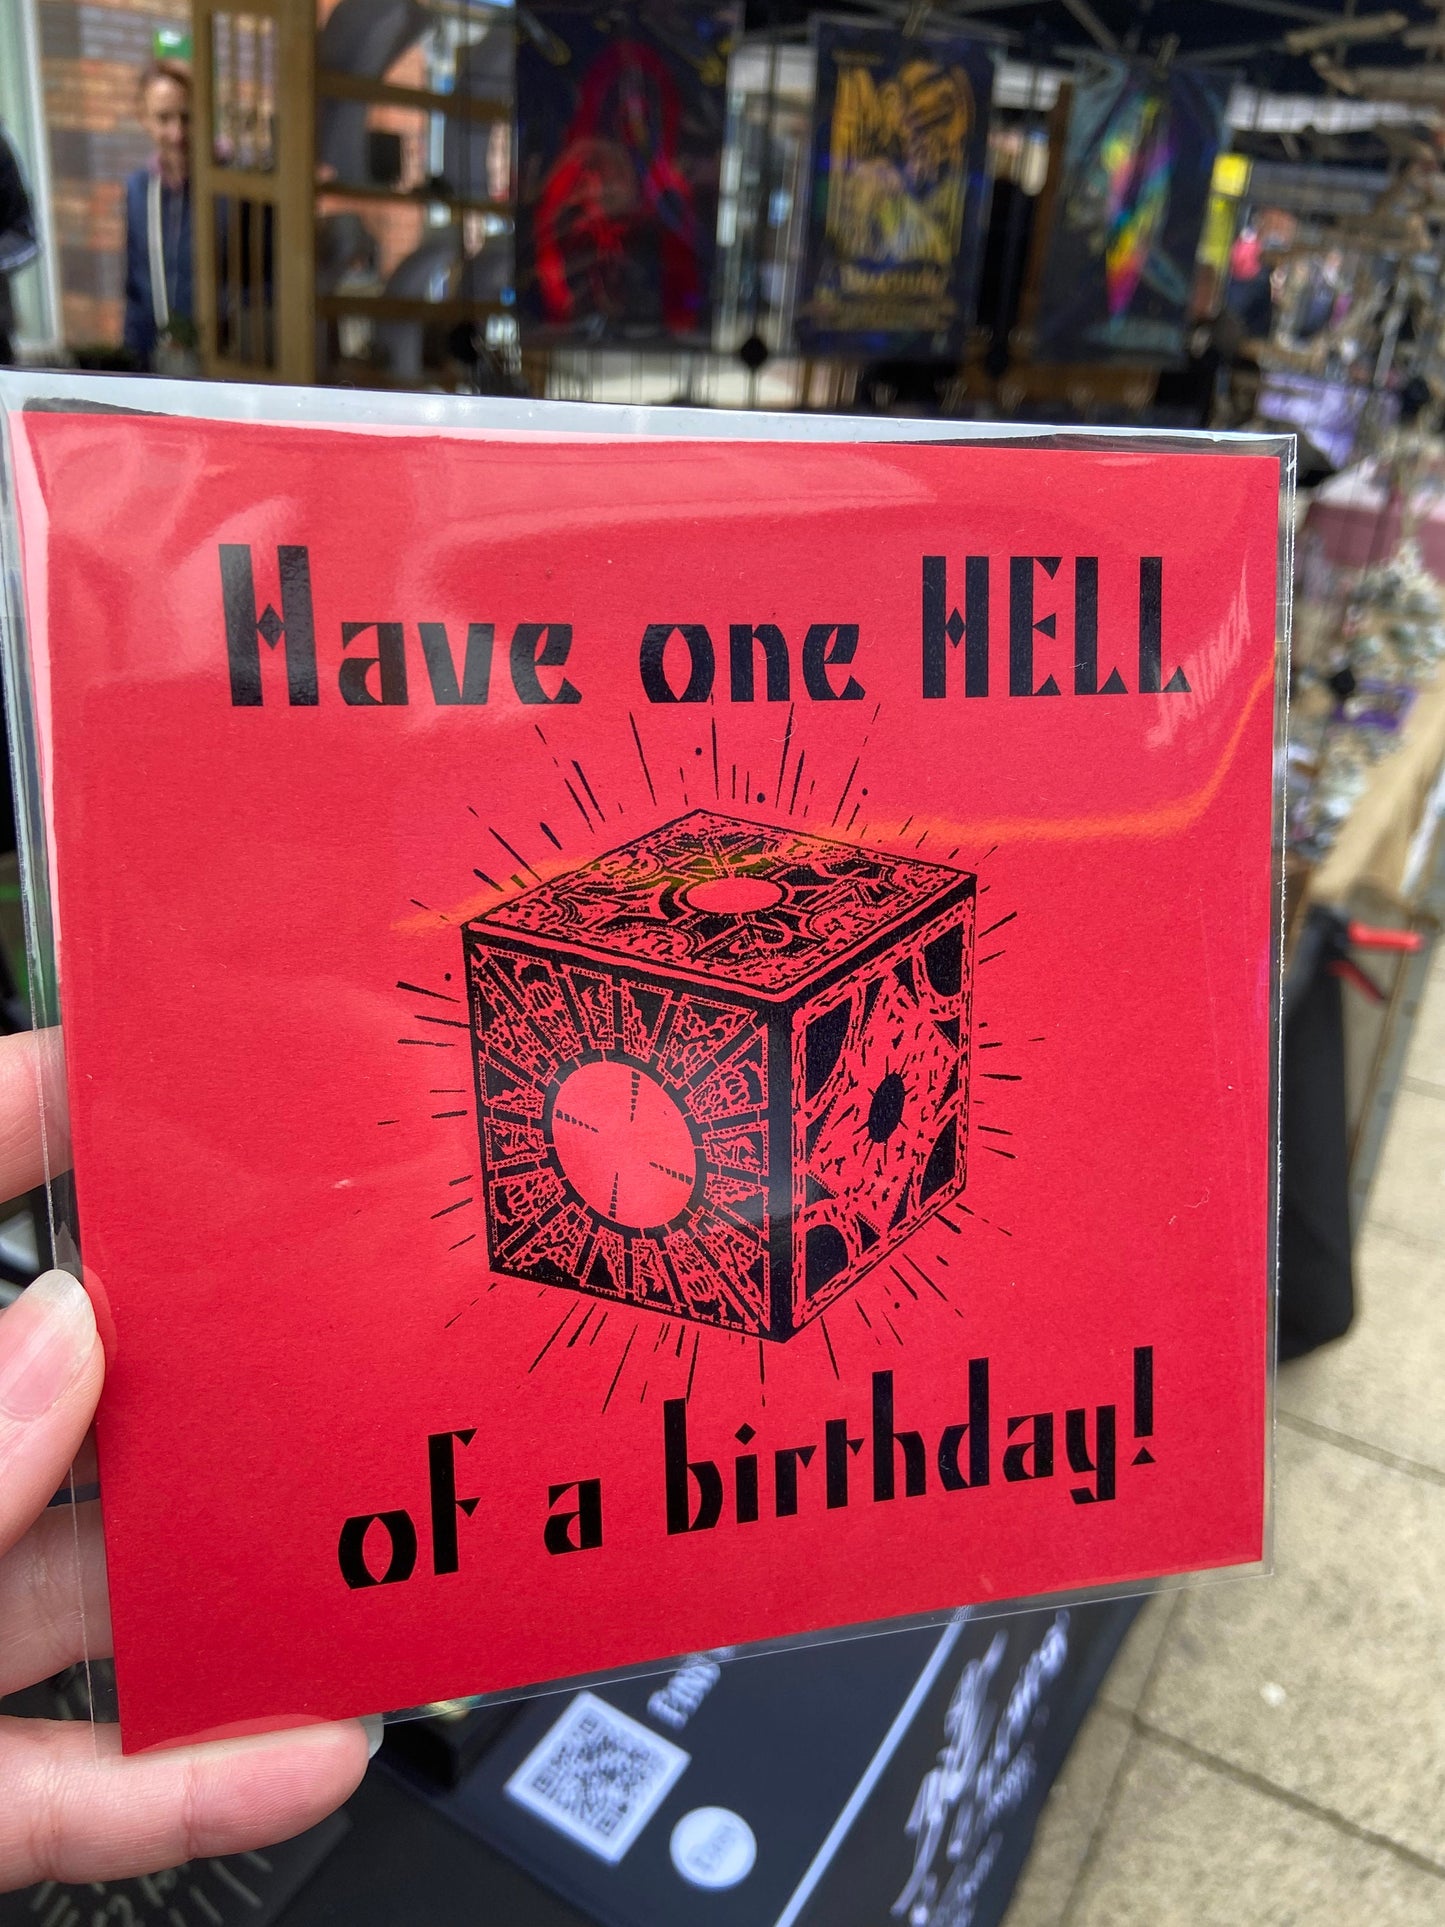 Have one HELL
of a birthday!